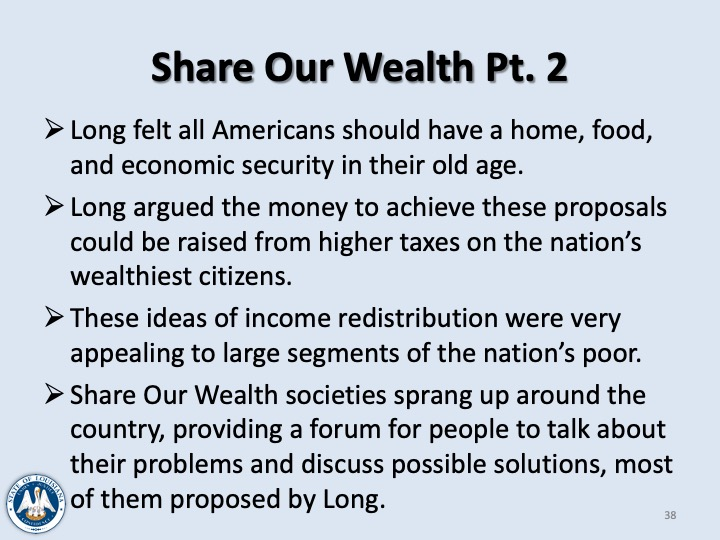 Share Our Wealth Pt. 2
➢ Long felt all Americans should have a home, food,
and economic security in their old age.
➢ Long argued the money to achieve these proposals
could be raised from higher taxes on the nation’s
wealthiest citizens.
➢ These ideas of income redistribution were very
appealing to large segments of the nation’s poor.
➢ Share Our Wealth societies sprang up around the
country, providing a forum for people to talk about
their problems and discuss possible solutions, most
of them proposed by Long.
STATE OF LOUISIANA
CONFIDENCE
38